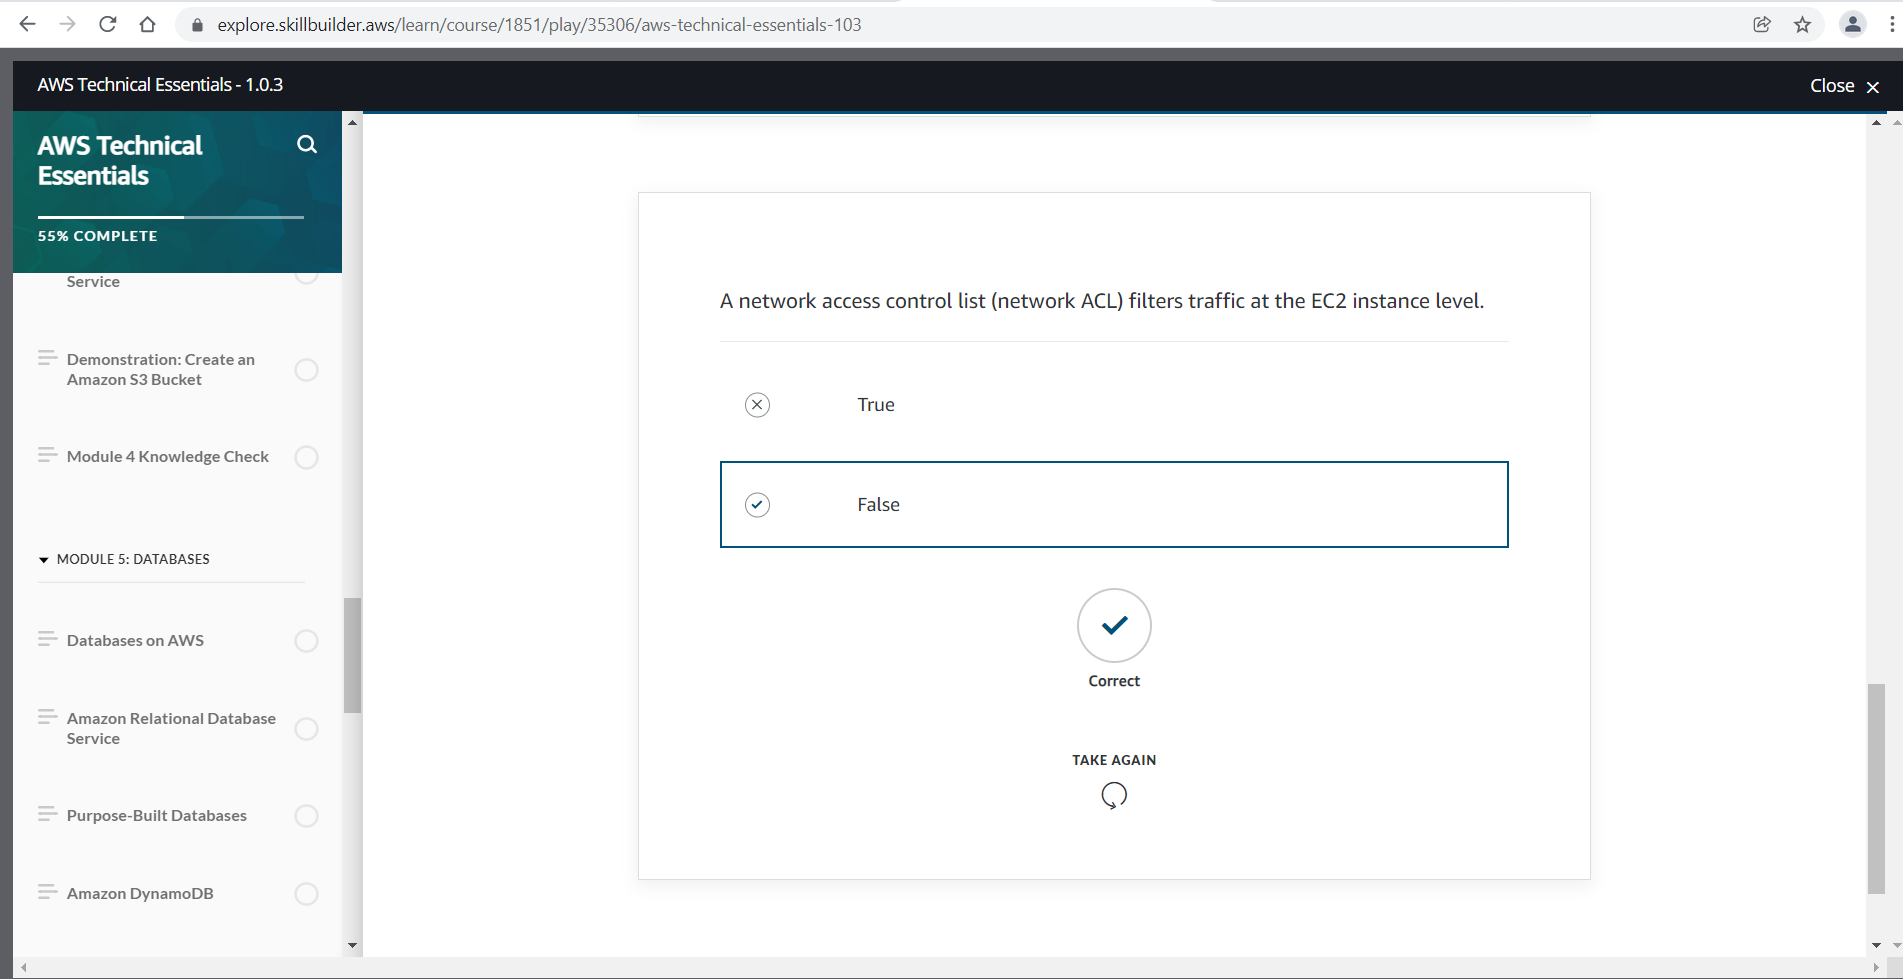 explore.skillbuilder.aws/learn/course/1851/play/35306/aws-technical-essentials-103
AWS Technical Essentials - 1.0.3
Close
AWS Technical
Essentials
55% COMPLETE
Service
Demonstration: Create an
Amazon S3 Bucket
Module 4 Knowledge Check
MODULE 5: DATABASES
Databases on AWS
Amazon Relational Database
Service
Purpose-Built Databases
Amazon DynamoDB
A network access control list (network ACL) filters traffic at the EC2 instance level.
True
False
Correct
TAKE AGAIN